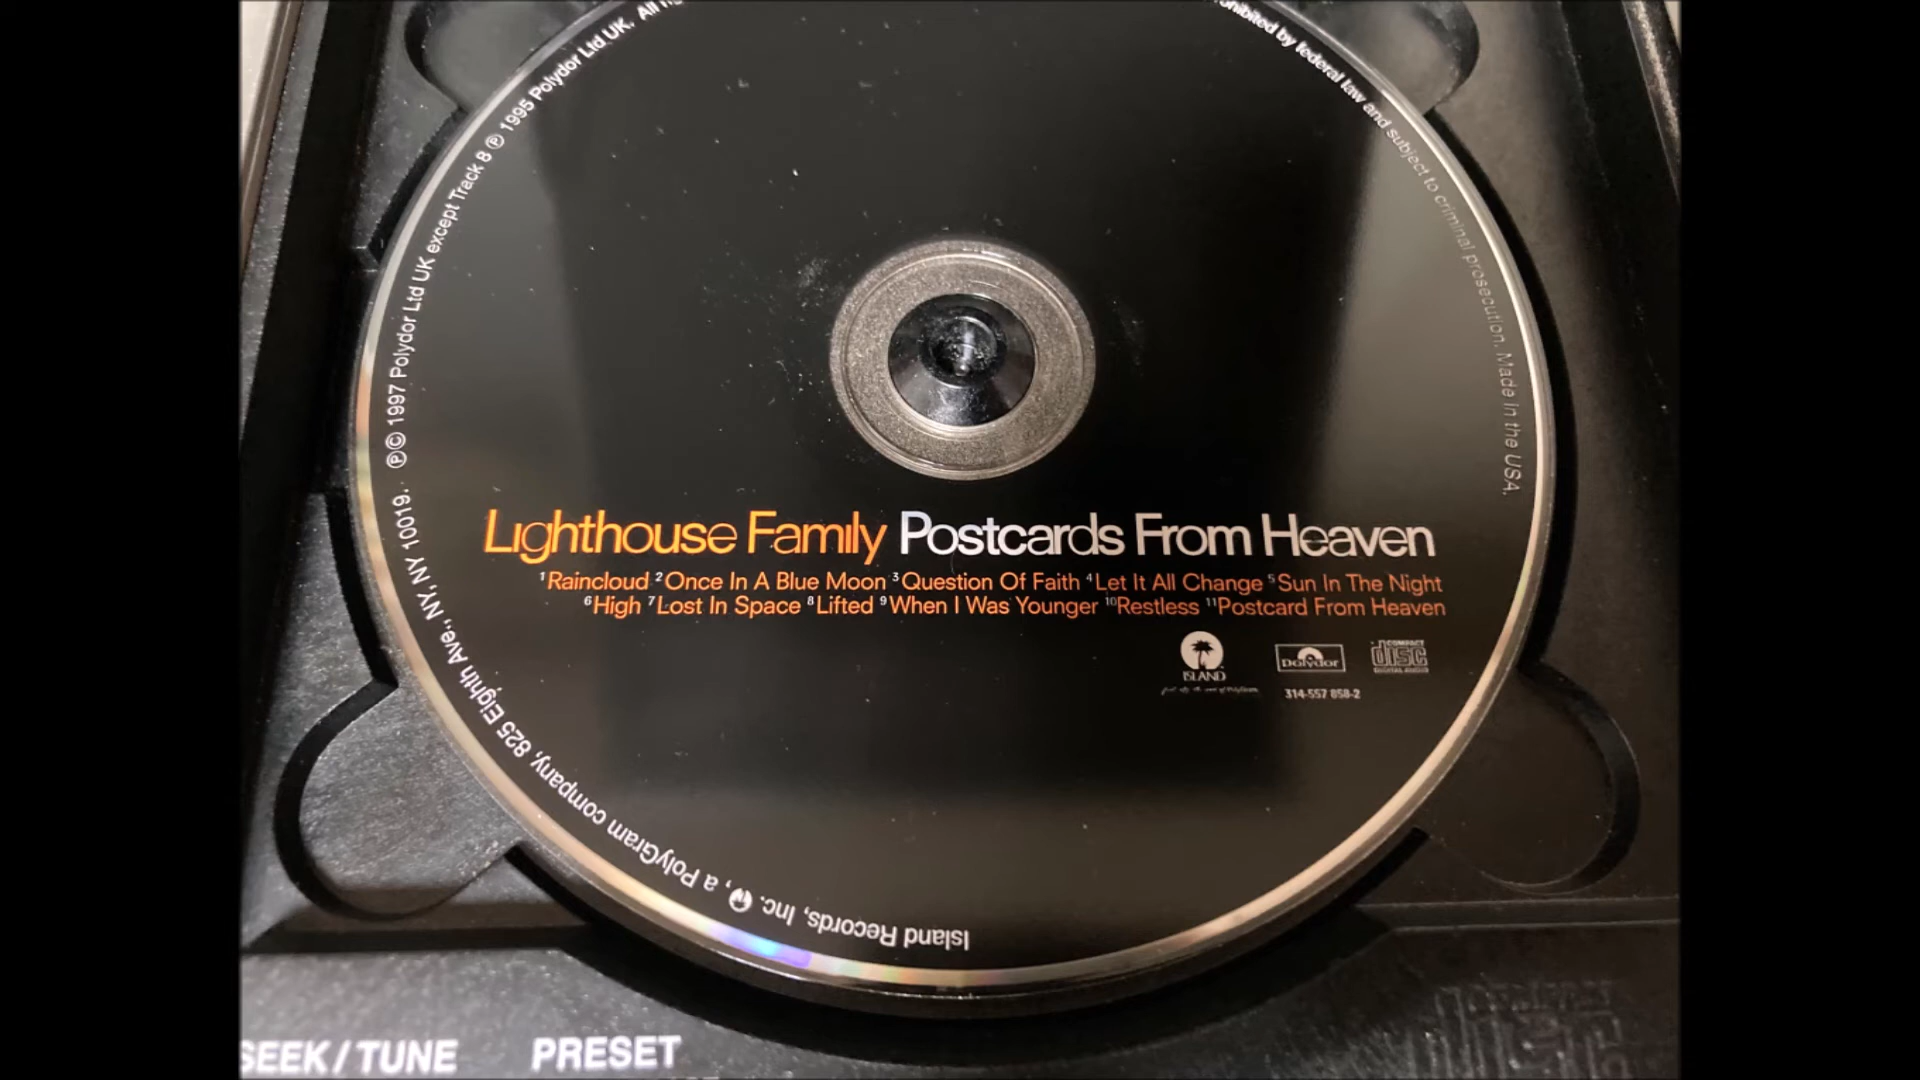 Lighthouse Family Postcards From Heaven
1 Raincloud 2 Once In A Blue Moon 3 Question Of Faith 4 Let It All Change 5 Sun In The Night
6 High 7 Lost In Space 8 Lifted 9 When I Was Younger 10 Restless 11 Postcard From Heaven
ISLAND
polydor
COMPACT
disc
DIGITAL AUDIO
314-557 858-2
Island Records, Inc. , a PolyGram company, 825 Eighth Ave., NY, NY 10019. ℗© 1997 Polydor Ltd UK except Track 8 ℗ 1995 Polydor Ltd UK. All
by federal law and subject to criminal prosecution. Made in the USA.
SEEK/TUNE PRESET